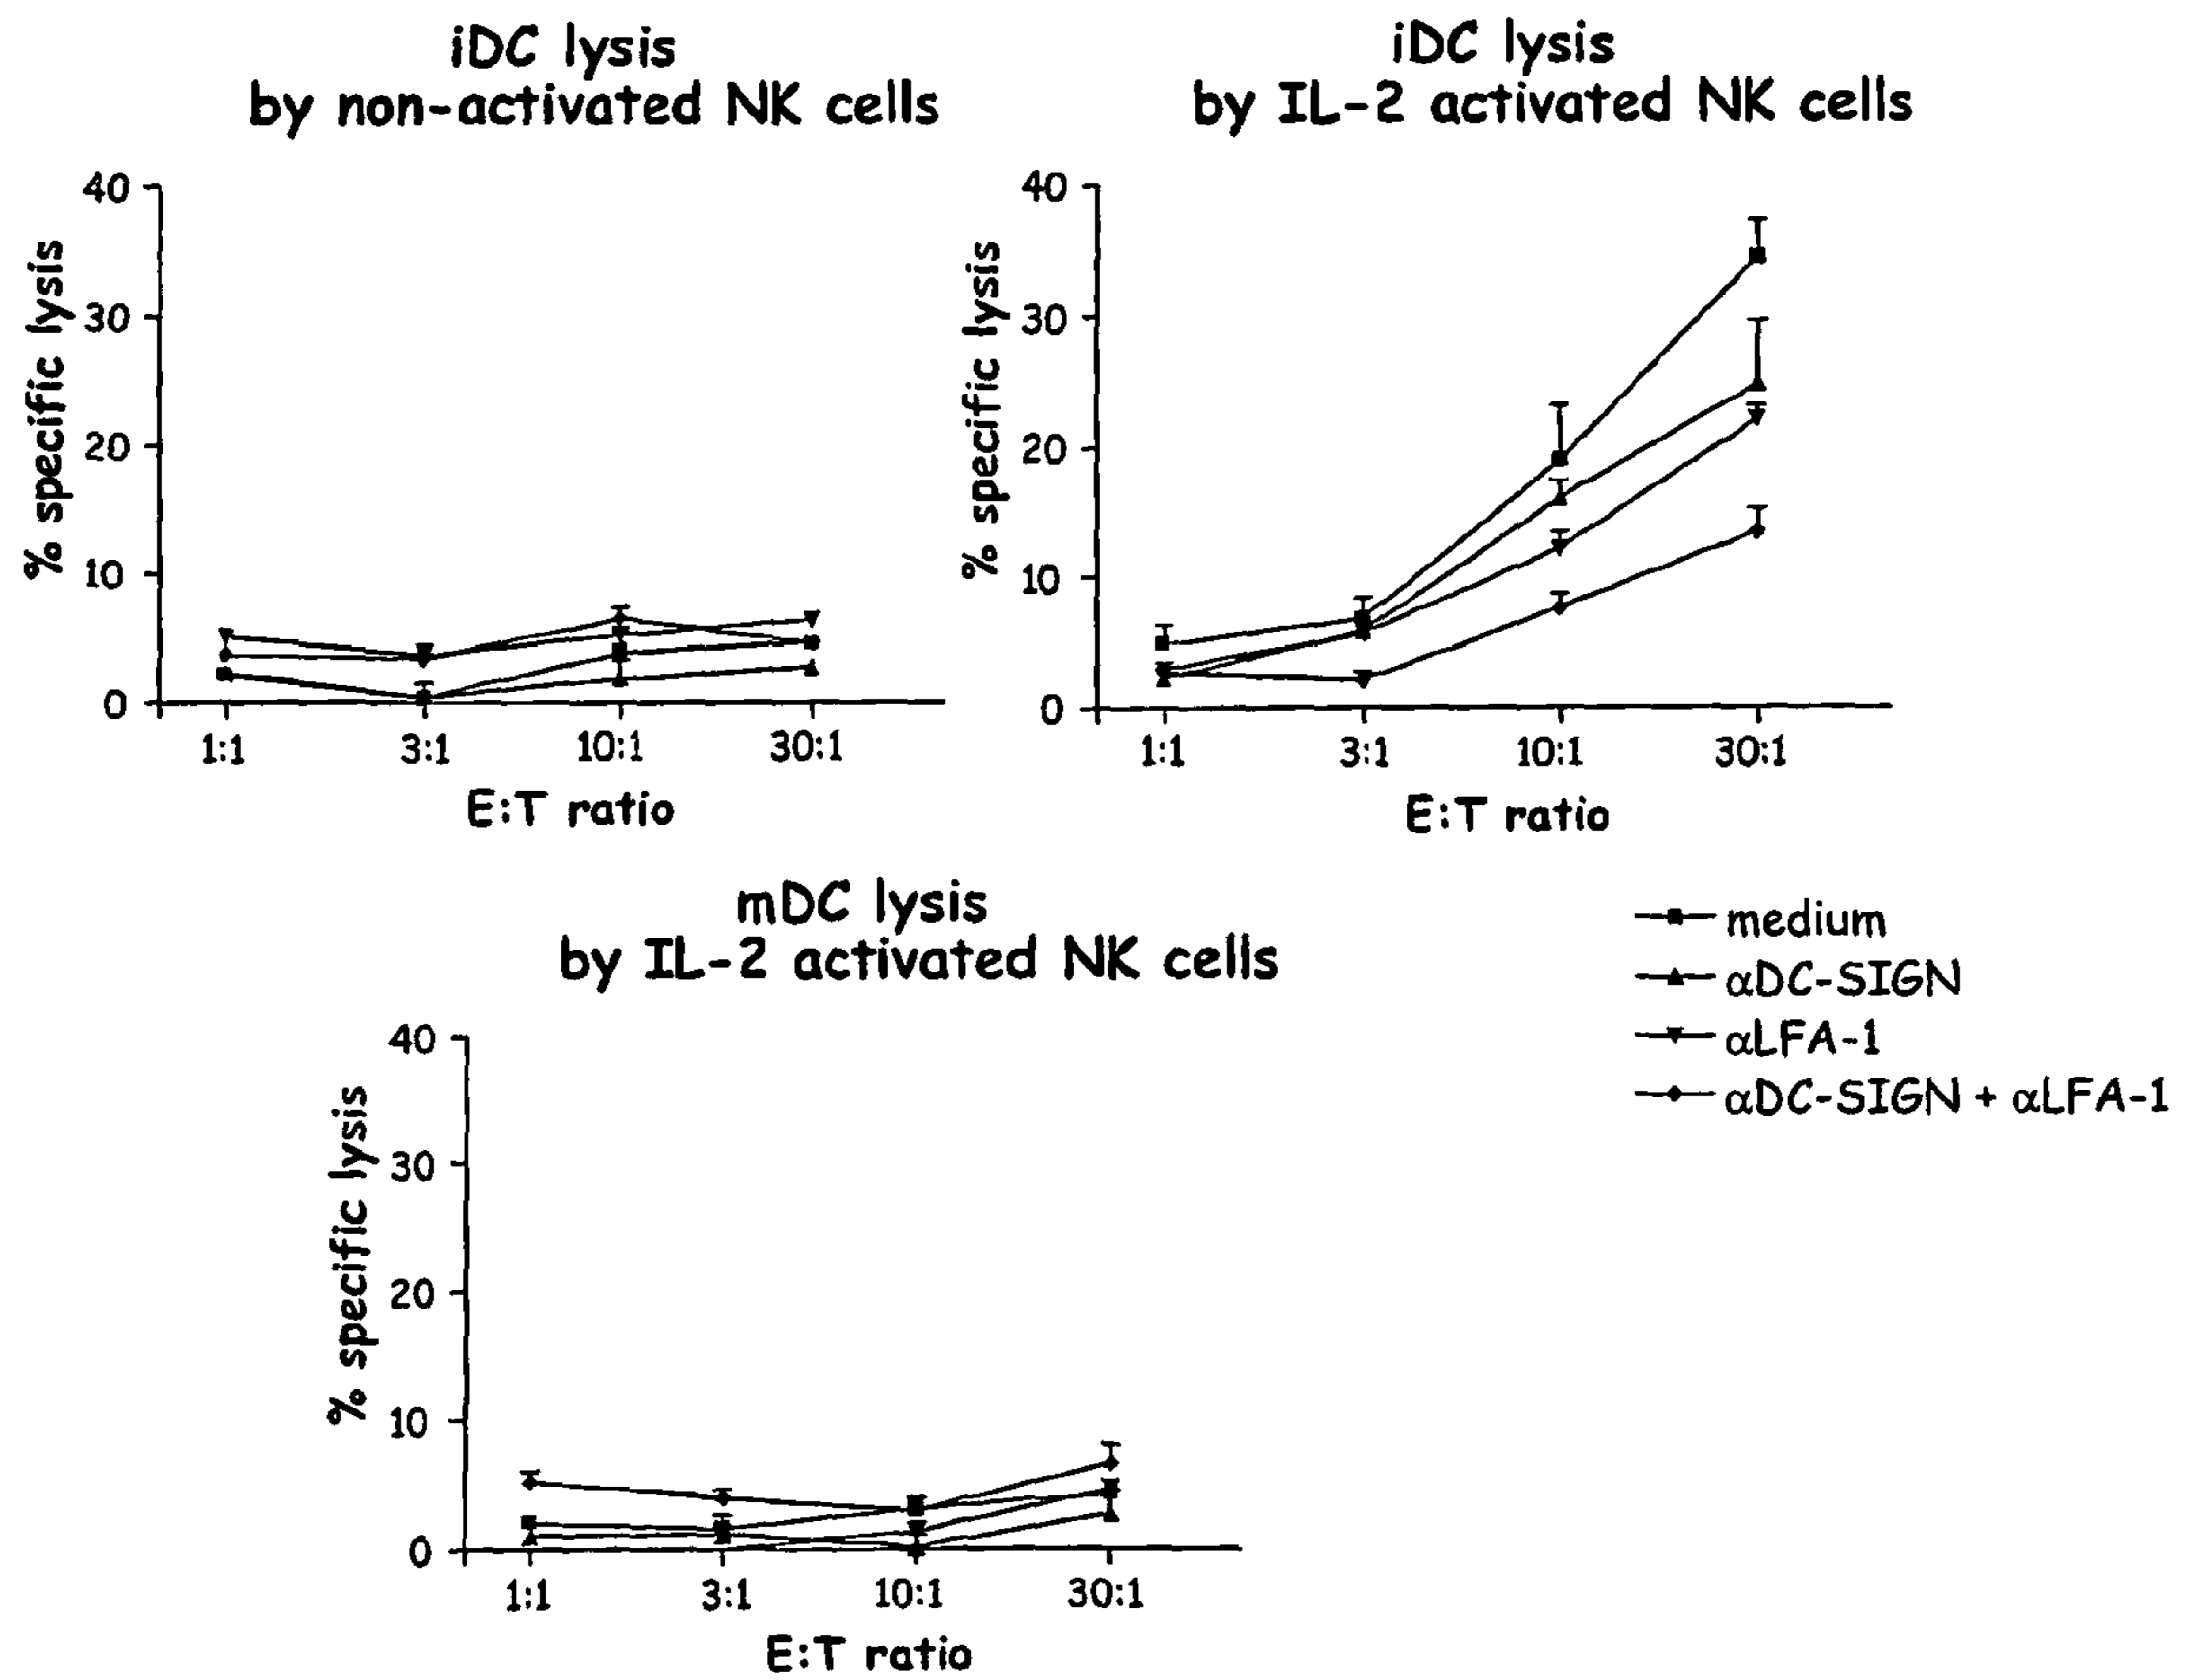 iDC lysis
by non-activated NK cells
% specific lysis
40
30
20
10
0
1:1 3:1 10:1 30:1
E:T ratio
iDC lysis
by IL-2 activated NK cells
% specific lysis
40
30
20
10
0
1:1 3:1 10:1 30:1
E:T ratio
mDC lysis
by IL-2 activated NK cells
% specific lysis
40
30
20
10
0
1:1 3:1 10:1 30:1
E:T ratio
medium
αDC-SIGN
αLFA-1
αDC-SIGN + αLFA-1